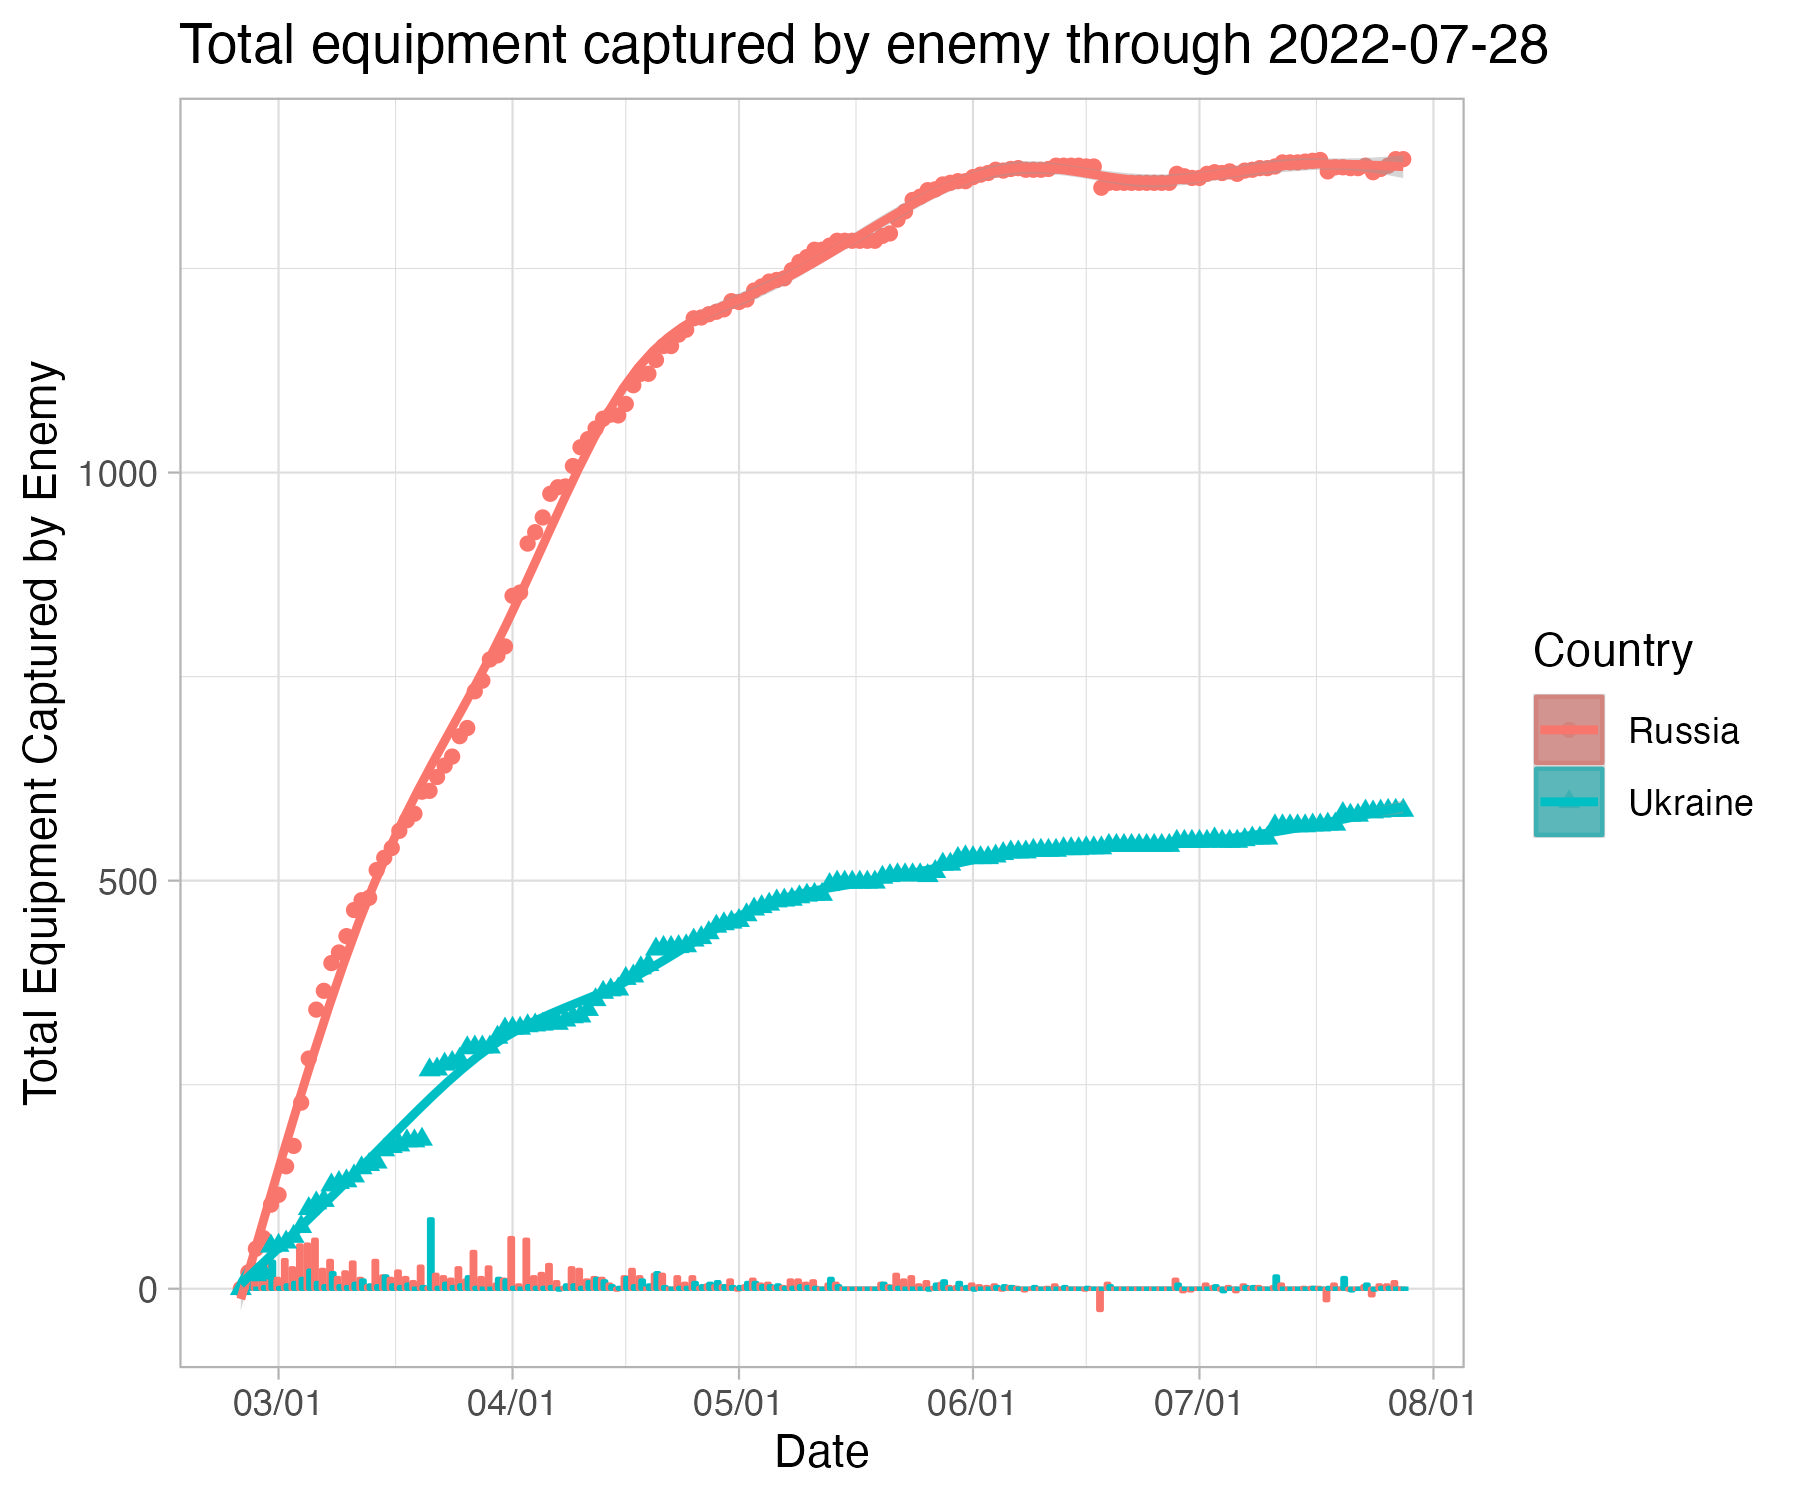 Total equipment captured by enemy through 2022-07-28
Total Equipment Captured by Enemy
1000
500
0
03/01
04/01
05/01
06/01
07/01
08/01
Date
Country
Russia
Ukraine